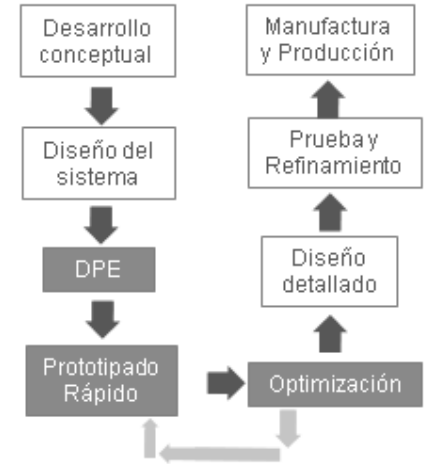 Desarrollo
conceptual
Diseño del
sistema
DPE
Prototipado
Rápido
Optimización
Diseño
detallado
Prueba y
Refinamiento
Manufactura
y Producción